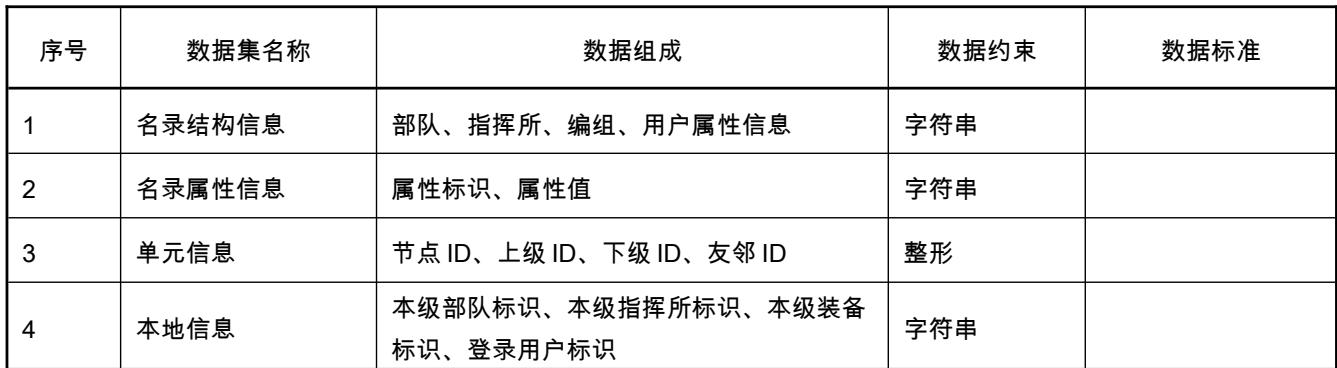 序号 数据集名称 数据组成 数据约束 数据标准
1 名录结构信息 部队、指挥所、编组、用户属性信息 字符串
2 名录属性信息 属性标识、属性值 字符串
3 单元信息 节点 ID、上级 ID、下级 ID、友邻 ID 整形
4 本地信息 本级部队标识、本级指挥所标识、本级装备 字符串
标识、登录用户标识